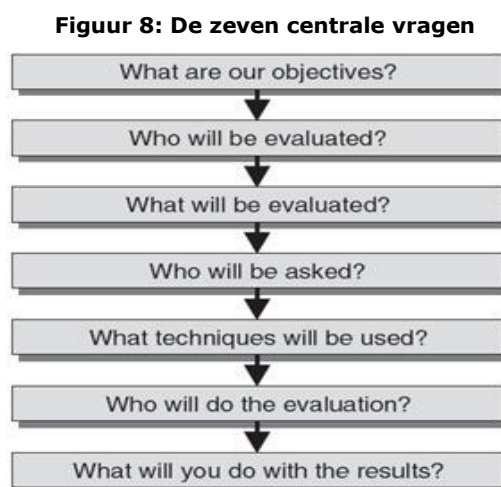 Figuur 8: De zeven centrale vragen
What are our objectives?
Who will be evaluated?
What will be evaluated?
Who will be asked?
What techniques will be used?
Who will do the evaluation?
What will you do with the results?